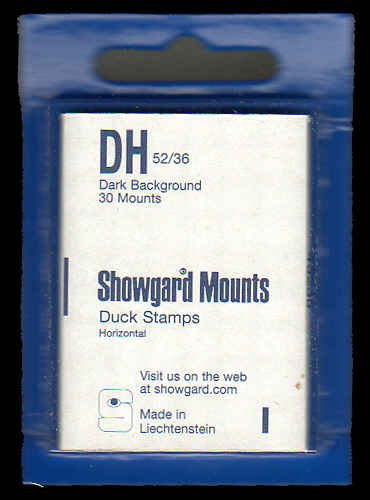 DH 52/36
Dark Background
30 Mounts
Showgard® Mounts
Duck Stamps
Horizontal
Visit us on the web
at showgard.com
Made in
Liechtenstein